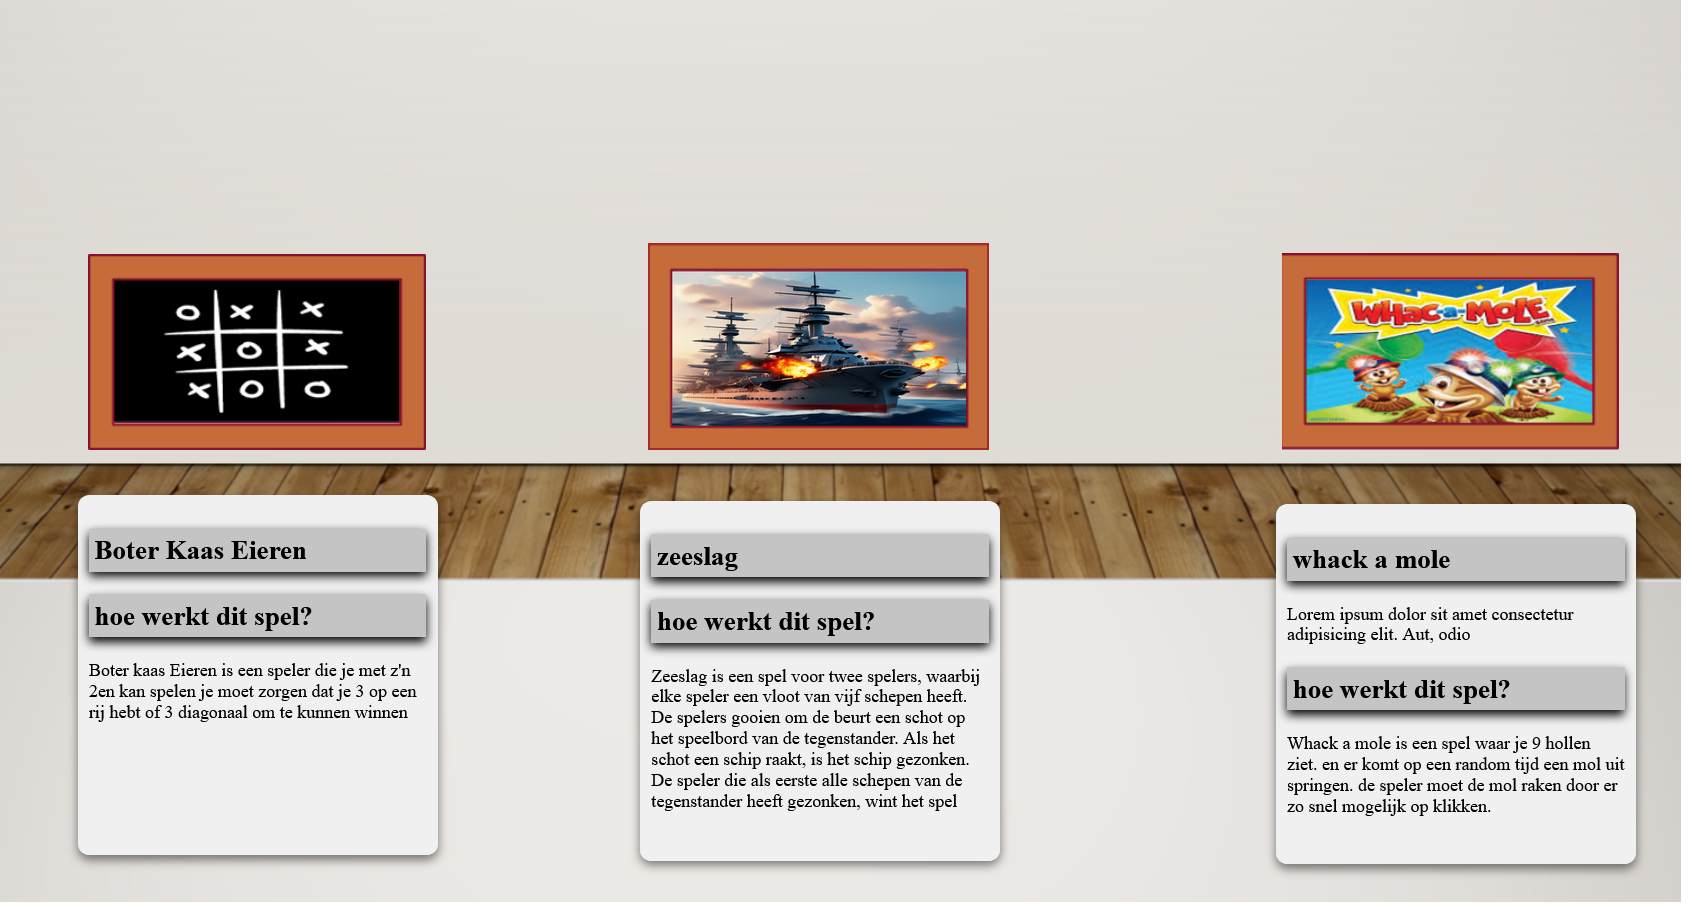 WHaC-a-MOLE
Boter Kaas Eieren
hoe werkt dit spel?
Boter kaas Eieren is een speler die je met z'n
2en kan spelen je moet zorgen dat je 3 op een
rij hebt of 3 diagonaal om te kunnen winnen
zeeslag
hoe werkt dit spel?
Zeeslag is een spel voor twee spelers, waarbij
elke speler een vloot van vijf schepen heeft.
De spelers gooien om de beurt een schot op
het speelbord van de tegenstander. Als het
schot een schip raakt, is het schip gezonken.
De speler die als eerste alle schepen van de
tegenstander heeft gezonken, wint het spel
whack a mole
Lorem ipsum dolor sit amet consectetur
adipisicing elit. Aut, odio
hoe werkt dit spel?
Whack a mole is een spel waar je 9 hollen
ziet. en er komt op een random tijd een mol uit
springen. de speler moet de mol raken door er
zo snel mogelijk op klikken.